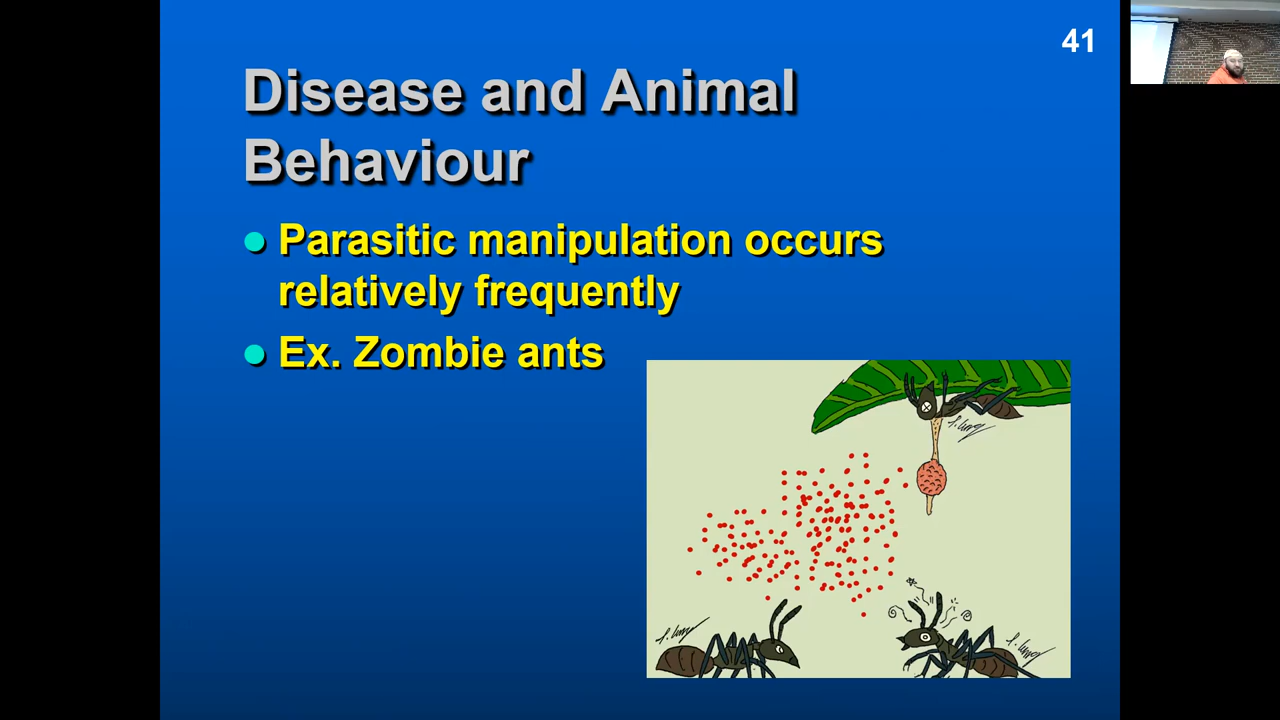 41
Disease and Animal
Behaviour
Parasitic manipulation occurs
relatively frequently
Ex. Zombie ants